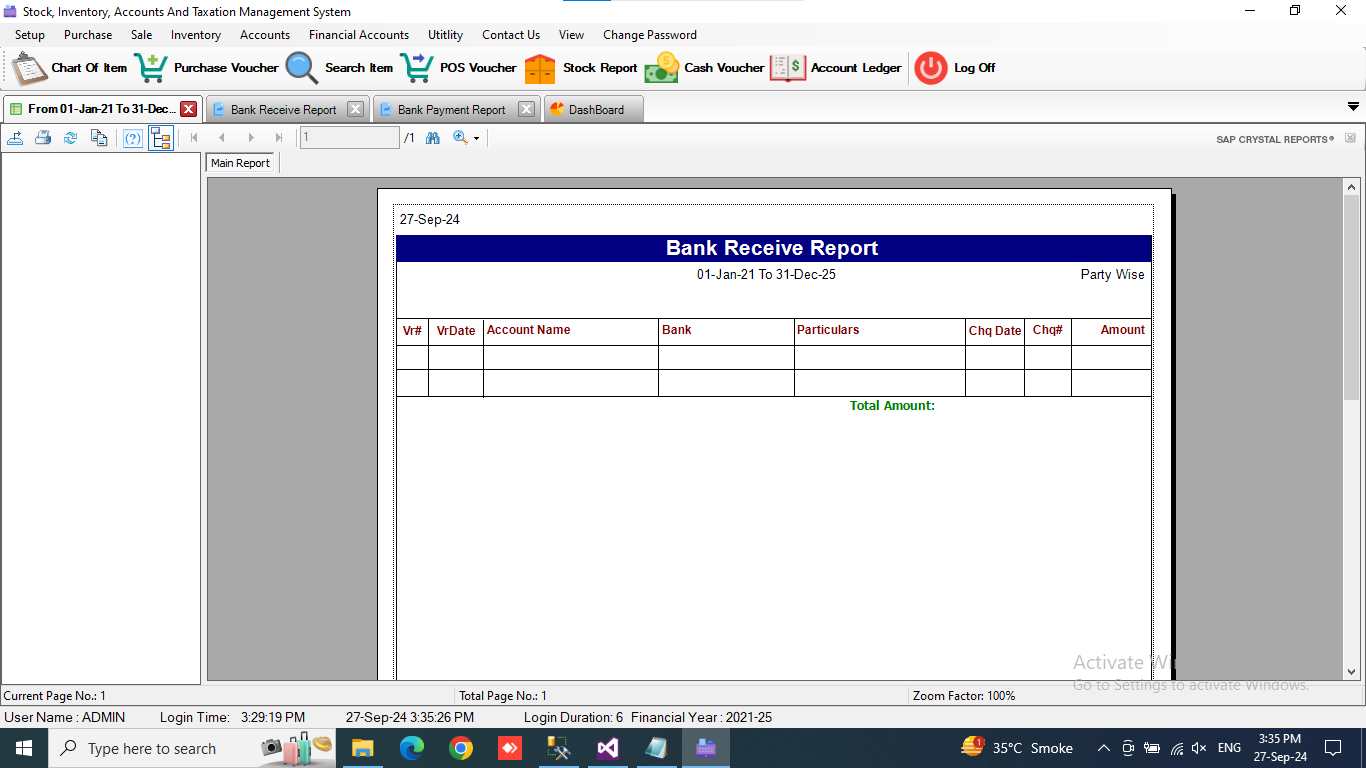 Stock, Inventory, Accounts And Taxation Management System
Setup Purchase Sale Inventory Accounts Financial Accounts Utitlity Contact Us View Change Password
Chart Of Item Purchase Voucher Search Item POS Voucher Stock Report Cash Voucher Account Ledger Log Off
From 01-Jan-21 To 31-Dec... Bank Receive Report Bank Payment Report DashBoard
1 /1 SAP CRYSTAL REPORTS®
Main Report
27-Sep-24
Bank Receive Report
01-Jan-21 To 31-Dec-25 Party Wise
Vr# VrDate Account Name Bank Particulars Chq Date Chq# Amount
Total Amount:
Activate Wi
Go to Settings to activate Windows.
Current Page No.: 1 Total Page No.: 1 Zoom Factor: 100%
User Name : ADMIN Login Time: 3:29:19 PM 27-Sep-24 3:35:26 PM Login Duration: 6 Financial Year : 2021-25
Type here to search 1 35°C Smoke ENG 3:35 PM
27-Sep-24